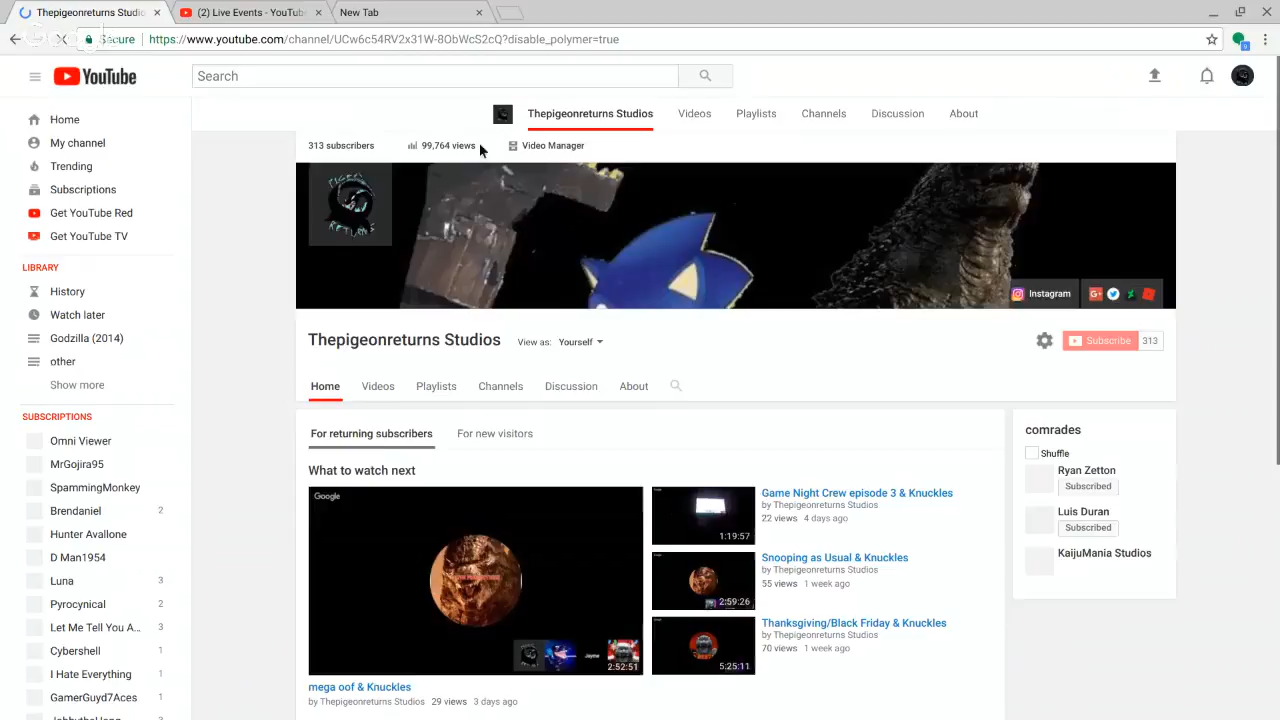 Thepigeonreturns Studios
(2) Live Events - YouTube
New Tab
Secure
https://www.youtube.com/channel/UCw6c54RV2x31W-8ObWcS2cQ?disable_polymer=true
YouTube
Search
Thepigeonreturns Studios Videos Playlists Channels Discussion About
313 subscribers 99,764 views Video Manager
Home
My channel
Trending
Subscriptions
Get YouTube Red
Get YouTube TV
LIBRARY
History
Watch later
Godzilla (2014)
other
Show more
SUBSCRIPTIONS
Omni Viewer
MrGojira95
SpammingMonkey
Brendaniel 2
Hunter Avallone
D Man1954
Luna 3
Pyrocynical 2
Let Me Tell You A... 3
Cybershell 1
I Hate Everything 1
GamerGuyd7Aces 1
Instagram
Thepigeonreturns Studios View as: Yourself
Subscribe 313
Home Videos Playlists Channels Discussion About
For returning subscribers For new visitors
What to watch next
Google
2:52:51
mega oof & Knuckles
by Thepigeonreturns Studios 29 views 3 days ago
1:19:57
Game Night Crew episode 3 & Knuckles
by Thepigeonreturns Studios
22 views 4 days ago
2:59:26
Snooping as Usual & Knuckles
by Thepigeonreturns Studios
55 views 1 week ago
5:25:11
Thanksgiving/Black Friday & Knuckles
by Thepigeonreturns Studios
70 views 1 week ago
comrades
Shuffle
Ryan Zetton
Subscribed
Luis Duran
Subscribed
KaijuMania Studios